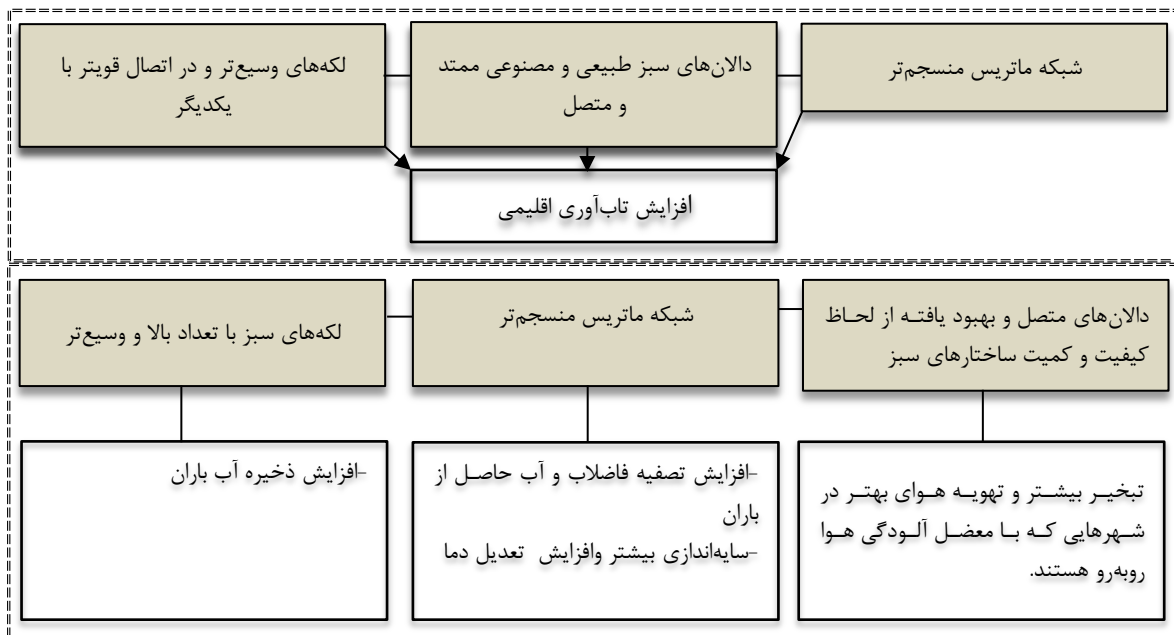 شبکه ماتریس منسجم‌تر
دالان‌های سبز طبیعی و مصنوعی ممتد
و متصل
لکه‌های وسیع‌تر و در اتصال قویتر با
یکدیگر
افزایش تاب‌آوری اقلیمی
دالان‌های متصل و بهبود یافته از لحاظ
کیفیت و کمیت ساختارهای سبز
شبکه ماتریس منسجم‌تر
لکه‌های سبز با تعداد بالا و وسیع‌تر
تبخیر بیشتر و تهویه هوای بهتر در
شهرهایی که با معضل آلودگی هوا
روبه‌رو هستند.
-افزایش تصفیه فاضلاب و آب حاصل از
باران
-سایه‌اندازی بیشتر وافزایش تعدیل دما
-افزایش ذخیره آب باران